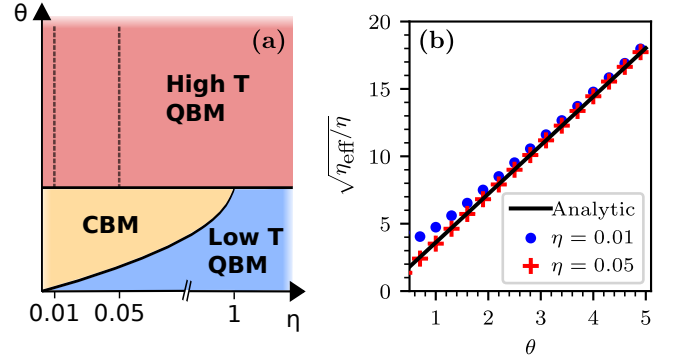 θ
(a)
High T
QBM
CBM
Low T
QBM
0.01 0.05 1 η
(b)
20
15
10
5
0
√η_eff/η
Analytic
η = 0.01
η = 0.05
1 2 3 4 5
θ